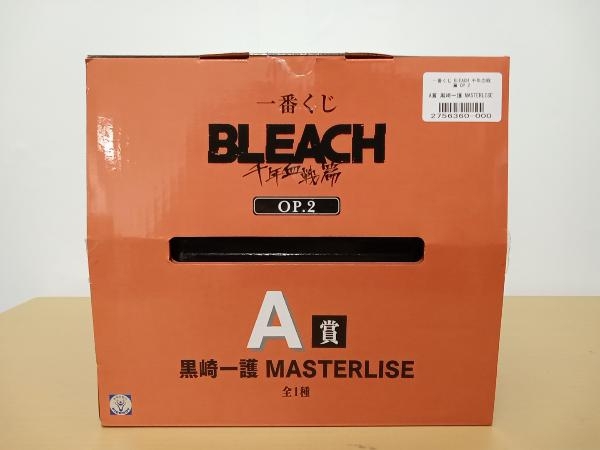 一番くじ
BLEACH
千年血戦篇
OP.2
A賞
黒崎一護 MASTERLISE
全1種
一番くじ BLEACH 千年血戦
篇 OP.2
A賞 黒崎一護 MASTERLISE
2756360-000